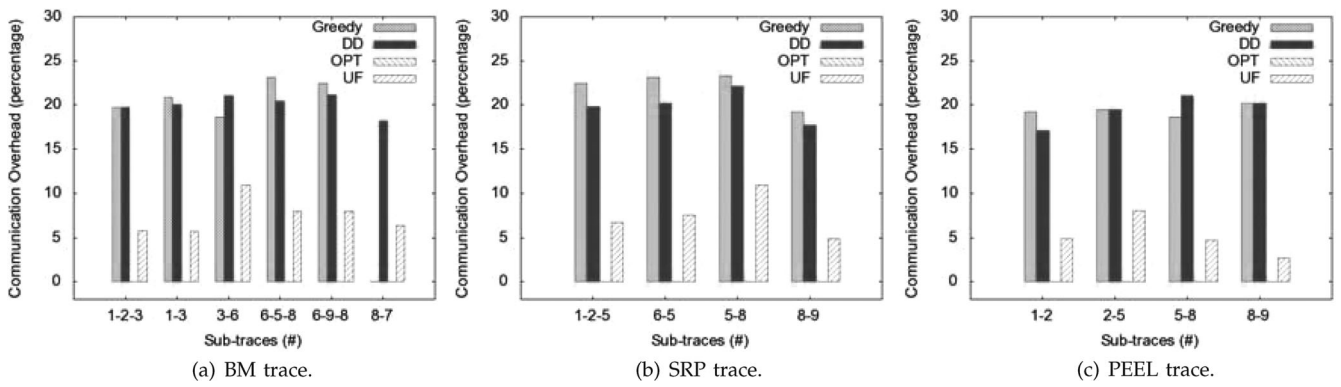 Communication Overhead (percentage)
30
25
20
15
10
5
0
Greedy
DD
OPT
UF
1-2-3 1-3 3-6 6-5-8 6-9-8 8-7
Sub-traces (#)
(a) BM trace.
Communication Overhead (percentage)
30
25
20
15
10
5
0
Greedy
DD
OPT
UF
1-2-5 6-5 5-8 8-9
Sub-traces (#)
(b) SRP trace.
Communication Overhead (percentage)
30
25
20
15
10
5
0
Greedy
DD
OPT
UF
1-2 2-5 5-8 8-9
Sub-traces (#)
(c) PEEL trace.